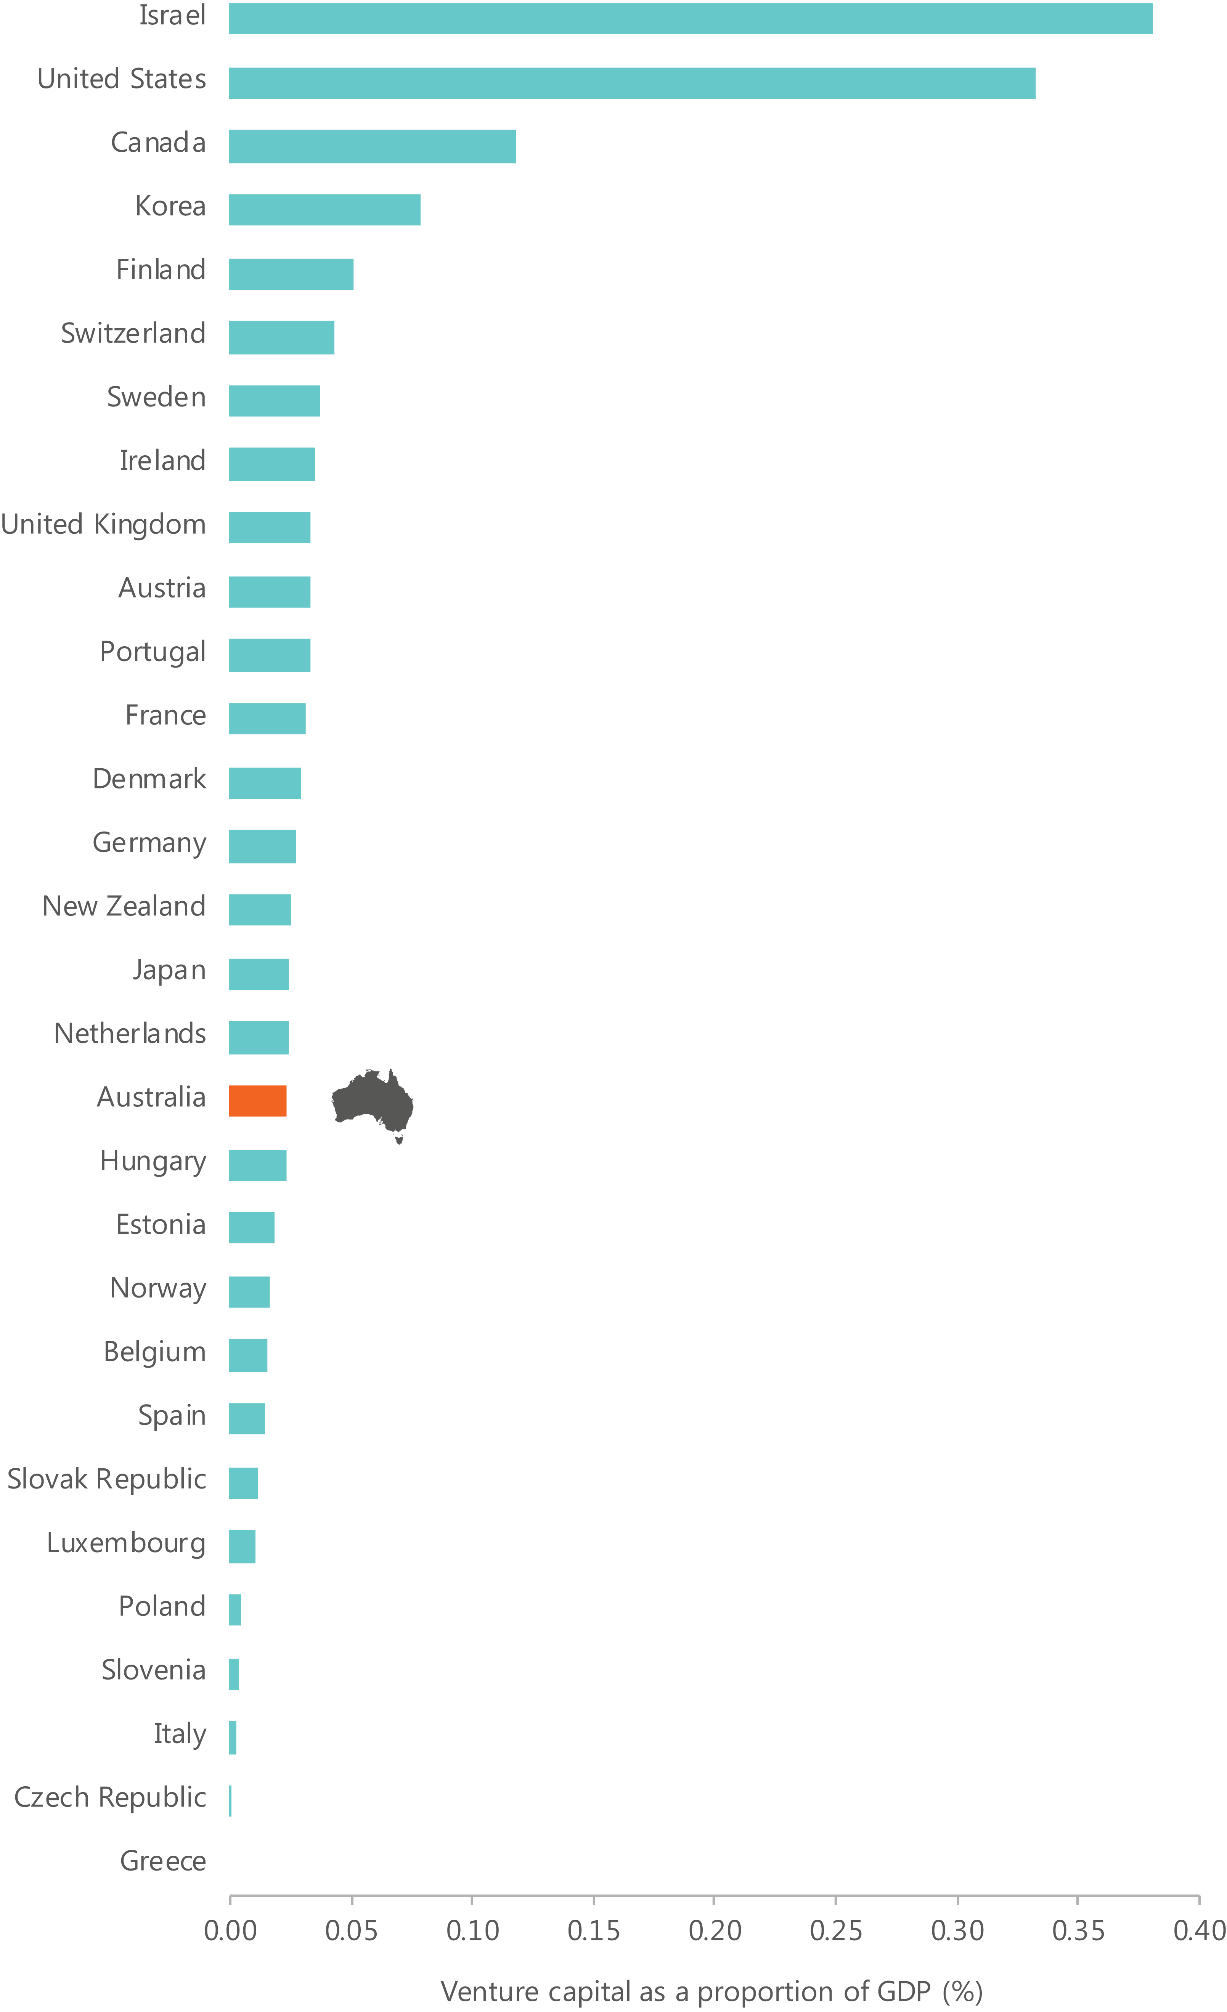 Israel
United States
Canada
Korea
Finland
Switzerland
Sweden
Ireland
United Kingdom
Austria
Portugal
France
Denmark
Germany
New Zealand
Japan
Netherlands
Australia
Hungary
Estonia
Norway
Belgium
Spain
Slovak Republic
Luxembourg
Poland
Slovenia
Italy
Czech Republic
Greece
0.00 0.05 0.10 0.15 0.20 0.25 0.30 0.35 0.40
Venture capital as a proportion of GDP (%)